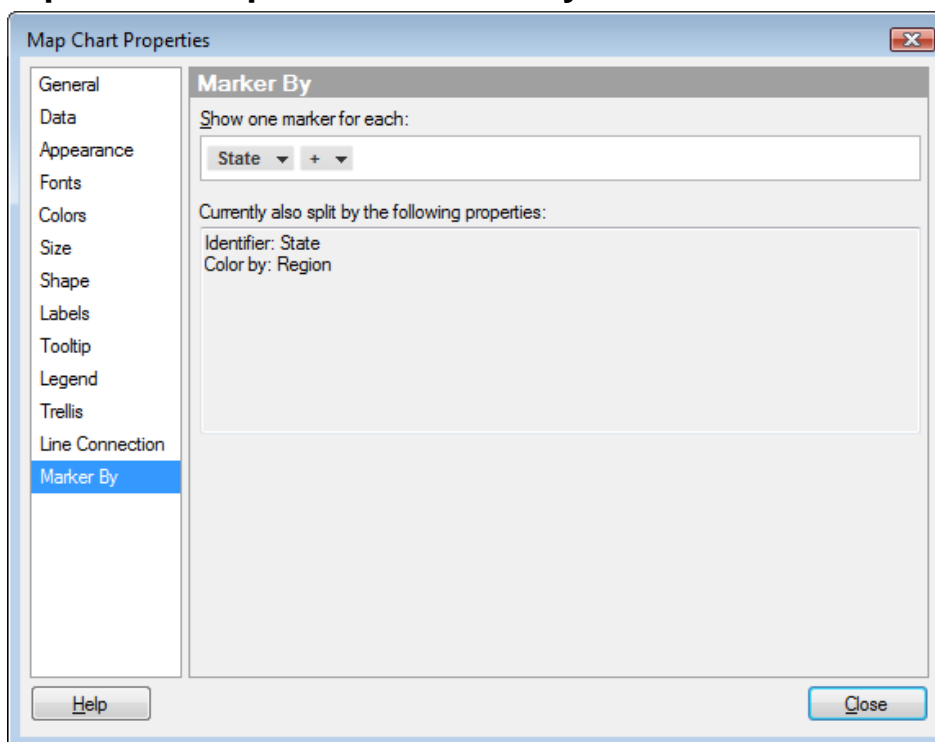 Map Chart Properties
General
Data
Appearance
Fonts
Colors
Size
Shape
Labels
Tooltip
Legend
Trellis
Line Connection
Marker By
Marker By
Show one marker for each:
State +
Currently also split by the following properties:
Identifier: State
Color by: Region
Help
Close